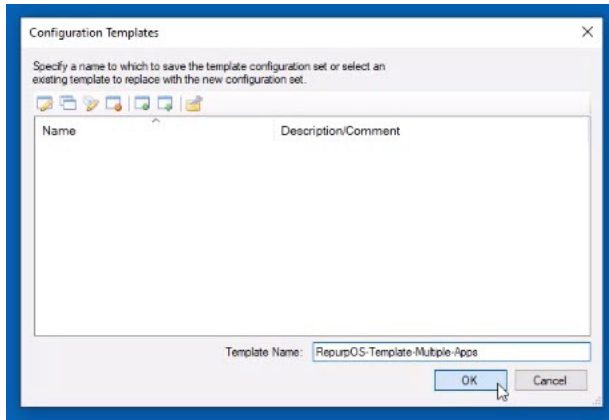 Configuration Templates
Specify a name to which to save the template configuration set or select an
existing template to replace with the new configuration set.
Name Description/Comment
Template Name: RepurpOS-Template-Multiple-Apps
OK Cancel